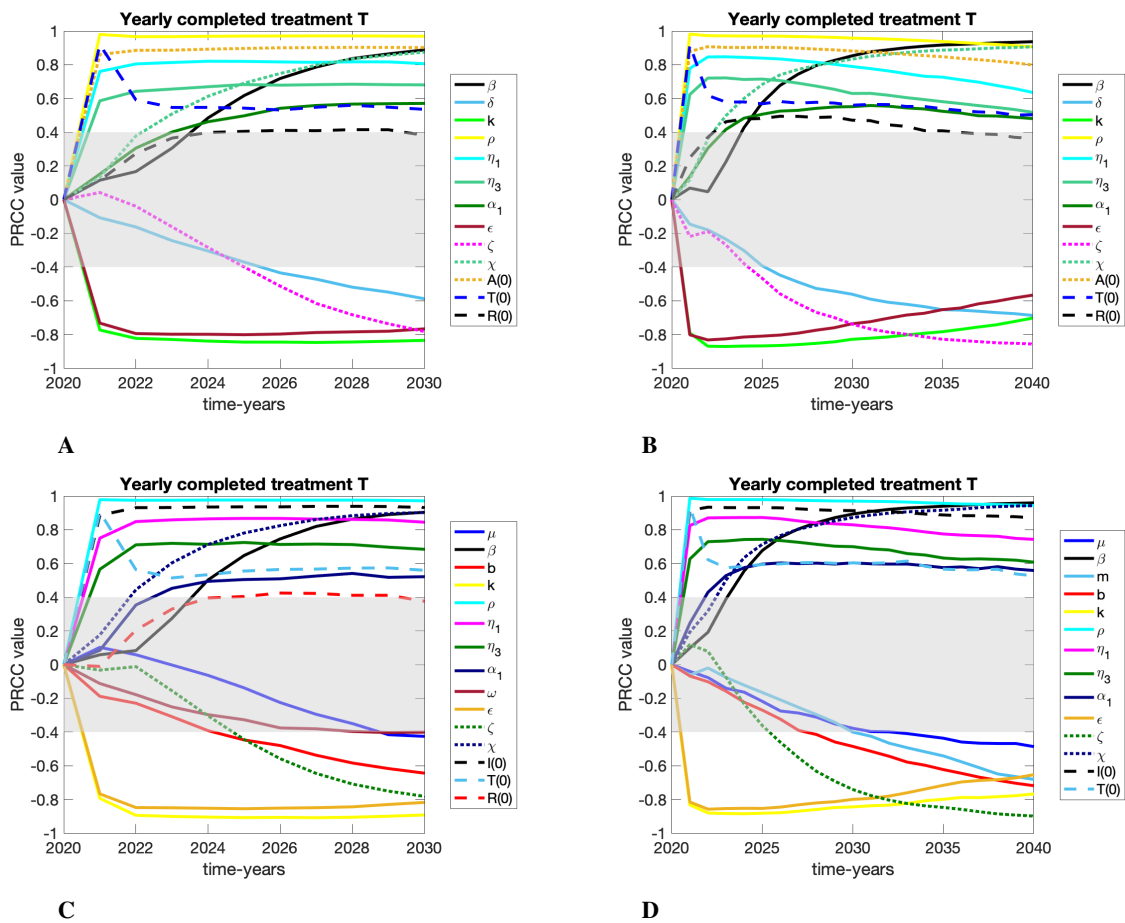 Yearly completed treatment T
PRCC value
1
0.8
0.6
0.4
0.2
0
-0.2
-0.4
-0.6
-0.8
-1
2020
2022
2024
2026
2028
2030
time-years
β
δ
k
ρ
η1
η3
α1
ϵ
ζ
χ
A(0)
T(0)
R(0)
A
Yearly completed treatment T
PRCC value
1
0.8
0.6
0.4
0.2
0
-0.2
-0.4
-0.6
-0.8
-1
2020
2025
2030
2035
2040
time-years
β
δ
k
ρ
η1
η3
α1
ϵ
ζ
χ
A(0)
T(0)
R(0)
B
Yearly completed treatment T
PRCC value
1
0.8
0.6
0.4
0.2
0
-0.2
-0.4
-0.6
-0.8
-1
2020
2022
2024
2026
2028
2030
time-years
μ
β
b
k
ρ
η1
η3
α1
ω
ϵ
ζ
χ
I(0)
T(0)
R(0)
C
Yearly completed treatment T
PRCC value
1
0.8
0.6
0.4
0.2
0
-0.2
-0.4
-0.6
-0.8
-1
2020
2025
2030
2035
2040
time-years
μ
β
m
b
k
ρ
η1
η3
α1
ϵ
ζ
χ
I(0)
T(0)
D